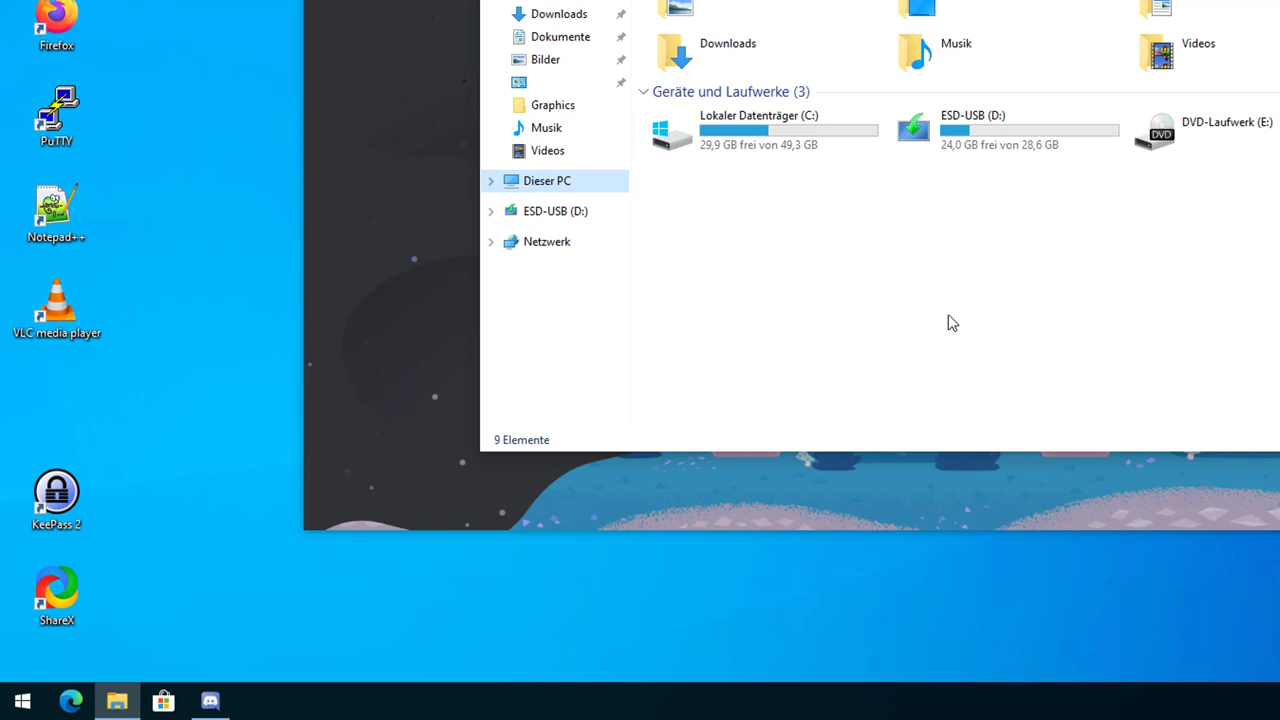 Firefox
PuTTY
Notepad++
VLC media player
KeePass 2
ShareX
Downloads
Dokumente
Bilder
Graphics
Musik
Videos
Dieser PC
ESD-USB (D:)
Netzwerk
9 Elemente
Downloads
Musik
Videos
Geräte und Laufwerke (3)
Lokaler Datenträger (C:)
29,9 GB frei von 49,3 GB
ESD-USB (D:)
24,0 GB frei von 28,6 GB
DVD
DVD-Laufwerk (E:)